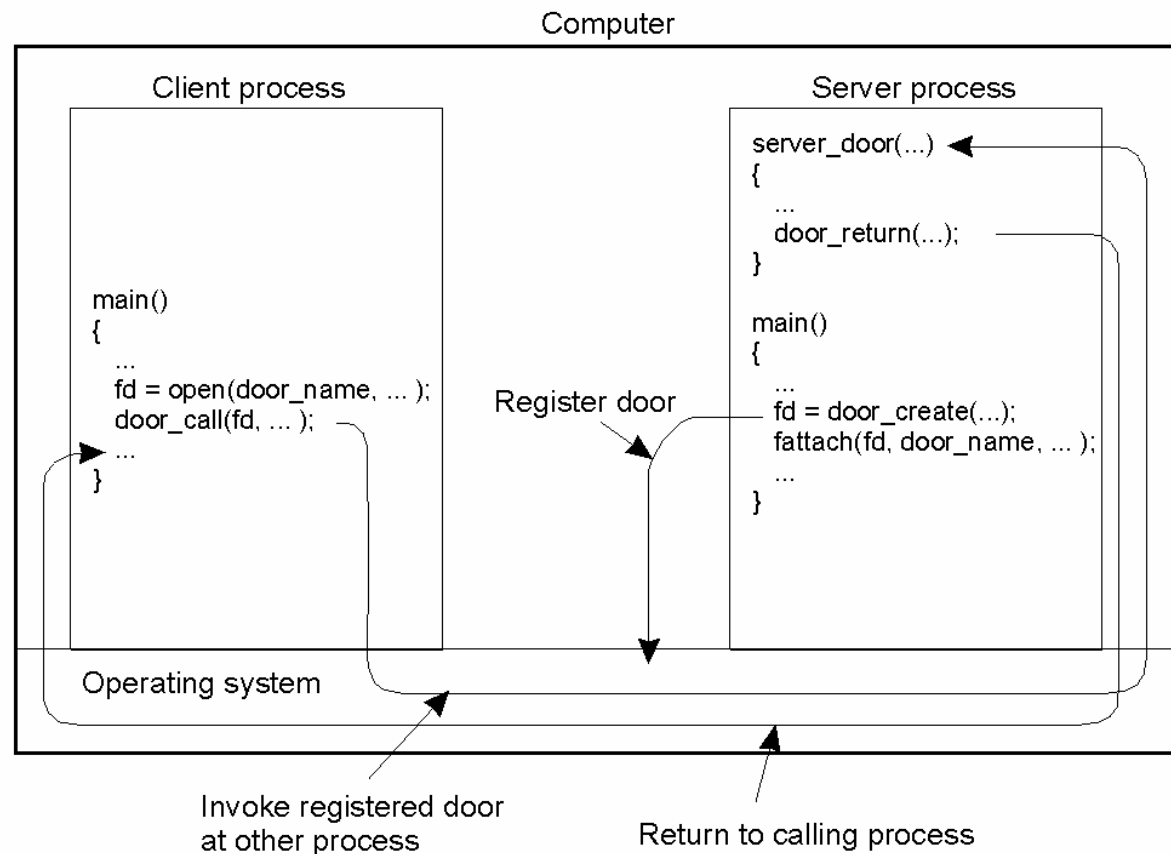 Computer
Client process
main()
{
...
fd = open(door_name, ... );
door_call(fd, ... );
...
}
Server process
server_door(...)
{
...
door_return(...);
}
main()
{
...
fd = door_create(...);
fattach(fd, door_name, ... );
...
}
Register door
Operating system
Invoke registered door
at other process
Return to calling process